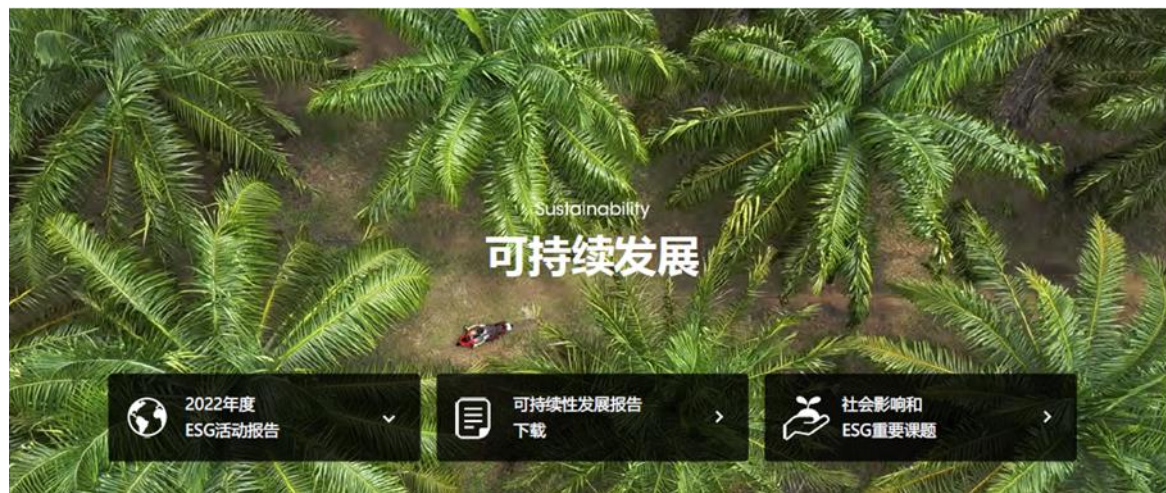 Sustainability
可持续发展
2022年度
ESG活动报告
可持续性发展报告
下载
社会影响和
ESG重要课题